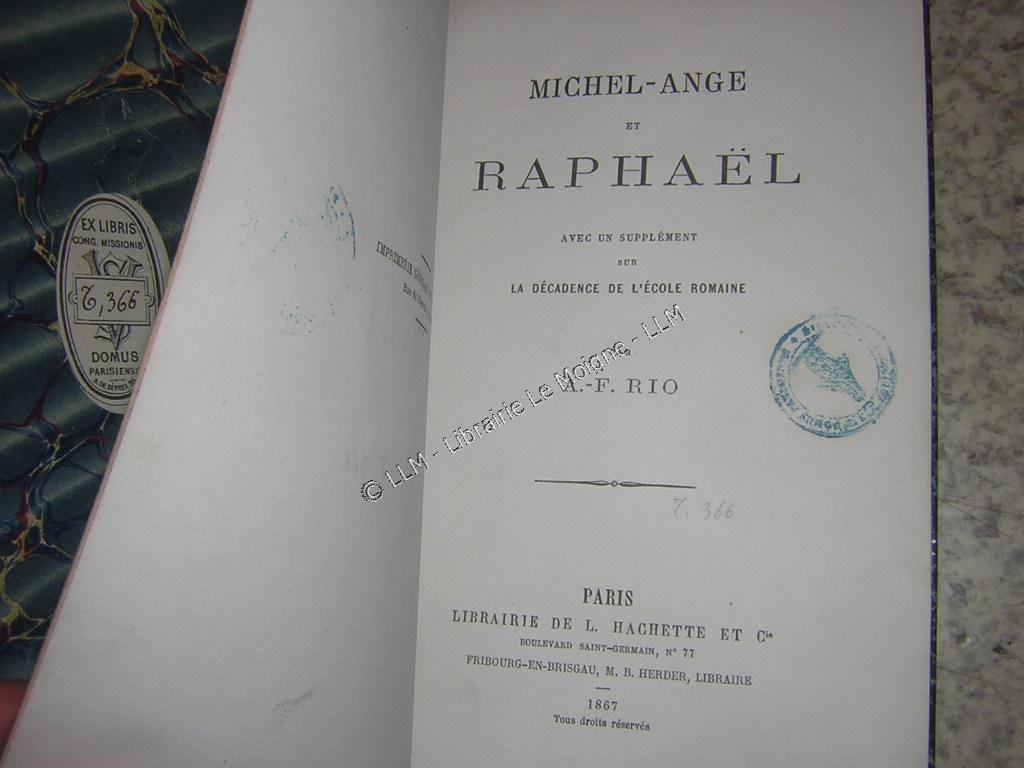 EX LIBRIS
CONG. MISSIONIS
T, 366
DOMUS
PARISIENSIS
IMPRIMERIE
MICHEL-ANGE
ET
RAPHAËL
AVEC UN SUPPLÉMENT
SUR
LA DÉCADENCE DE L'ÉCOLE ROMAINE
A.-F. RIO
© LLM - Librairie Le Moigne - LLM
T. 366
PARIS
LIBRAIRIE DE L. HACHETTE ET Cie
BOULEVARD SAINT-GERMAIN, N° 77
FRIBOURG-EN-BRISGAU, M. B. HERDER, LIBRAIRE
1867
Tous droits réservés